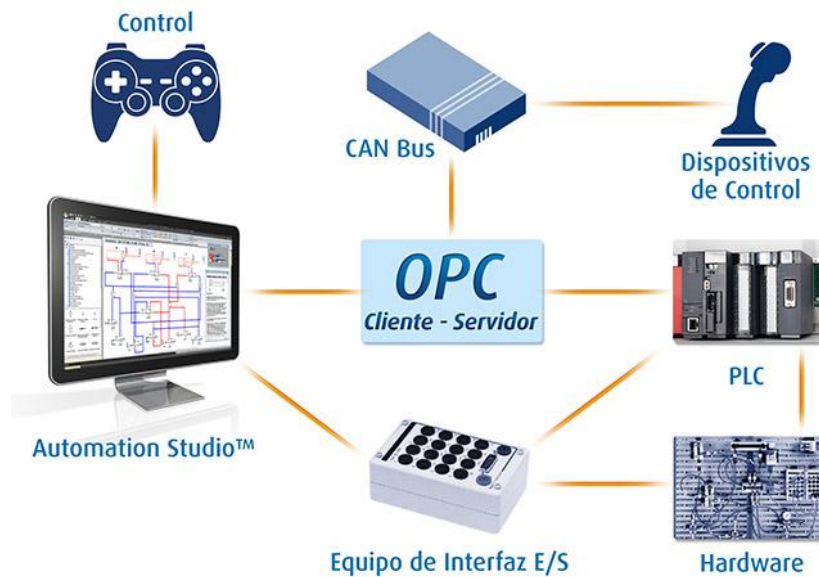 Control
CAN Bus
Dispositivos
de Control
OPC
Cliente - Servidor
PLC
Automation Studio™
Equipo de Interfaz E/S
Hardware